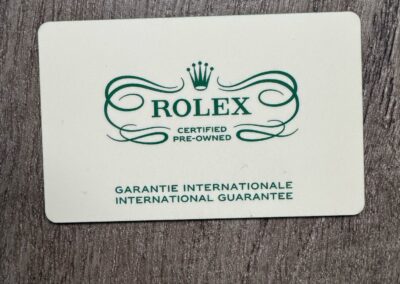 ROLEX
CERTIFIED
PRE-OWNED
GARANTIE INTERNATIONALE
INTERNATIONAL GUARANTEE